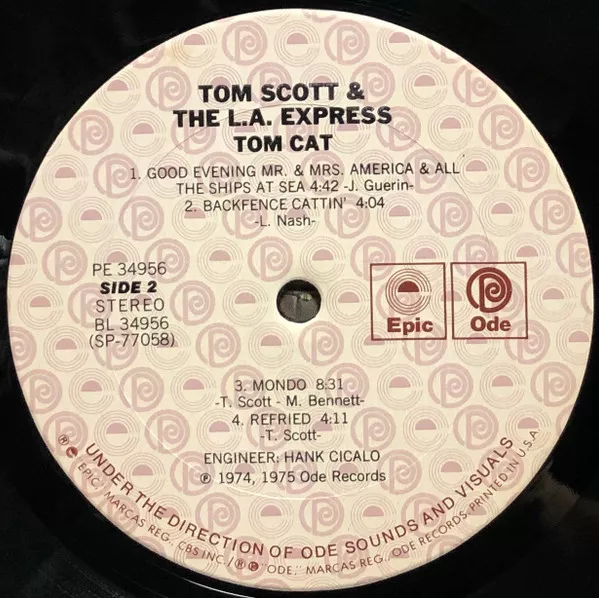 TOM SCOTT &
THE L.A. EXPRESS
TOM CAT
1. GOOD EVENING MR. & MRS. AMERICA & ALL
THE SHIPS AT SEA 4:42 -J. Guerin-
2. BACKFENCE CATTIN' 4:04
-L. Nash-
PE 34956
SIDE 2
STEREO
BL 34956
(SP-77058)
Epic
Ode
3. MONDO 8:31
-T. Scott - M. Bennett-
4. REFRIED 4:11
-T. Scott-
ENGINEER: HANK CICALO
℗ 1974, 1975 Ode Records
UNDER THE DIRECTION OF ODE SOUNDS AND VISUALS
® "EPIC," MARCAS REG., CBS INC. / ® ℗ "ODE," MARCAS REG., ODE RECORDS. PRINTED IN U.S.A.